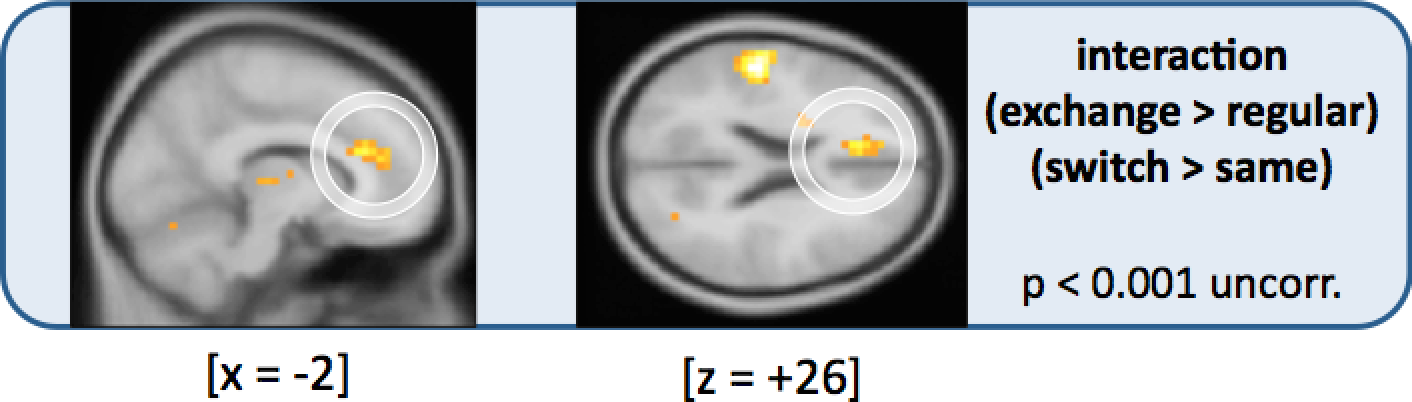 interaction
(exchange > regular)
(switch > same)
p < 0.001 uncorr.
[x = -2]
[z = +26]